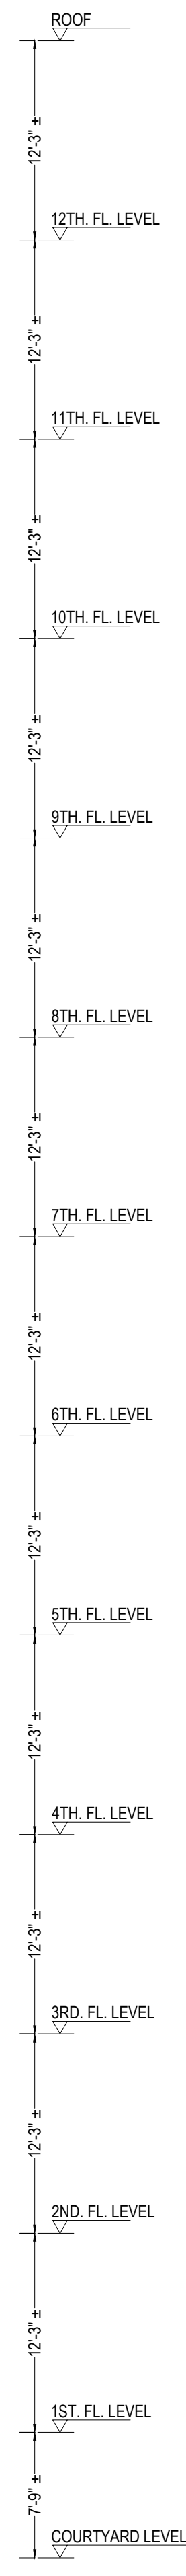 ROOF
12'-3" ±
12TH. FL. LEVEL
12'-3" ±
11TH. FL. LEVEL
12'-3" ±
10TH. FL. LEVEL
12'-3" ±
9TH. FL. LEVEL
12'-3" ±
8TH. FL. LEVEL
12'-3" ±
7TH. FL. LEVEL
12'-3" ±
6TH. FL. LEVEL
12'-3" ±
5TH. FL. LEVEL
12'-3" ±
4TH. FL. LEVEL
12'-3" ±
3RD. FL. LEVEL
12'-3" ±
2ND. FL. LEVEL
12'-3" ±
1ST. FL. LEVEL
7'-9" ±
COURTYARD LEVEL